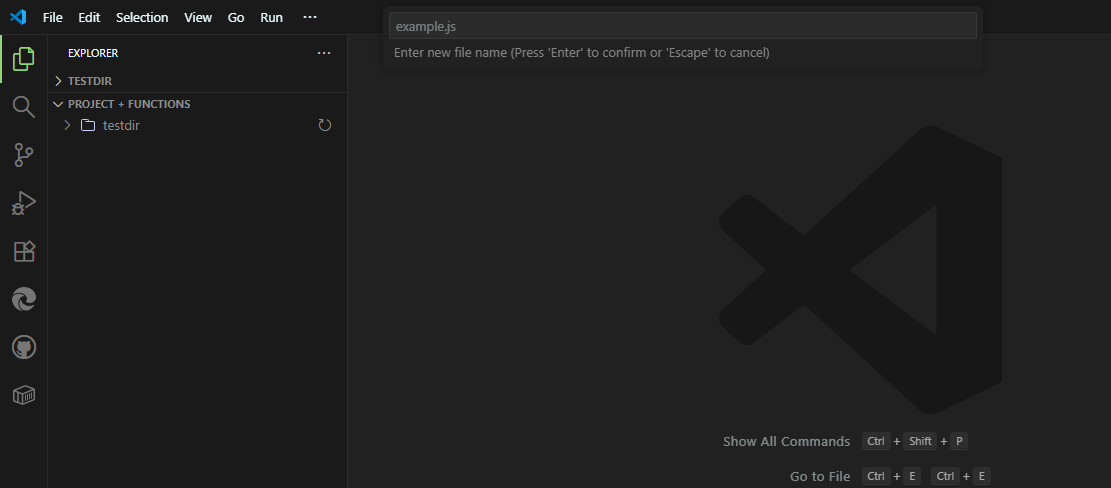 File Edit Selection View Go Run ···
example.js
Enter new file name (Press 'Enter' to confirm or 'Escape' to cancel)
EXPLORER ···
TESTDIR
PROJECT + FUNCTIONS
testdir
Show All Commands Ctrl + Shift + P
Go to File Ctrl + E Ctrl + E